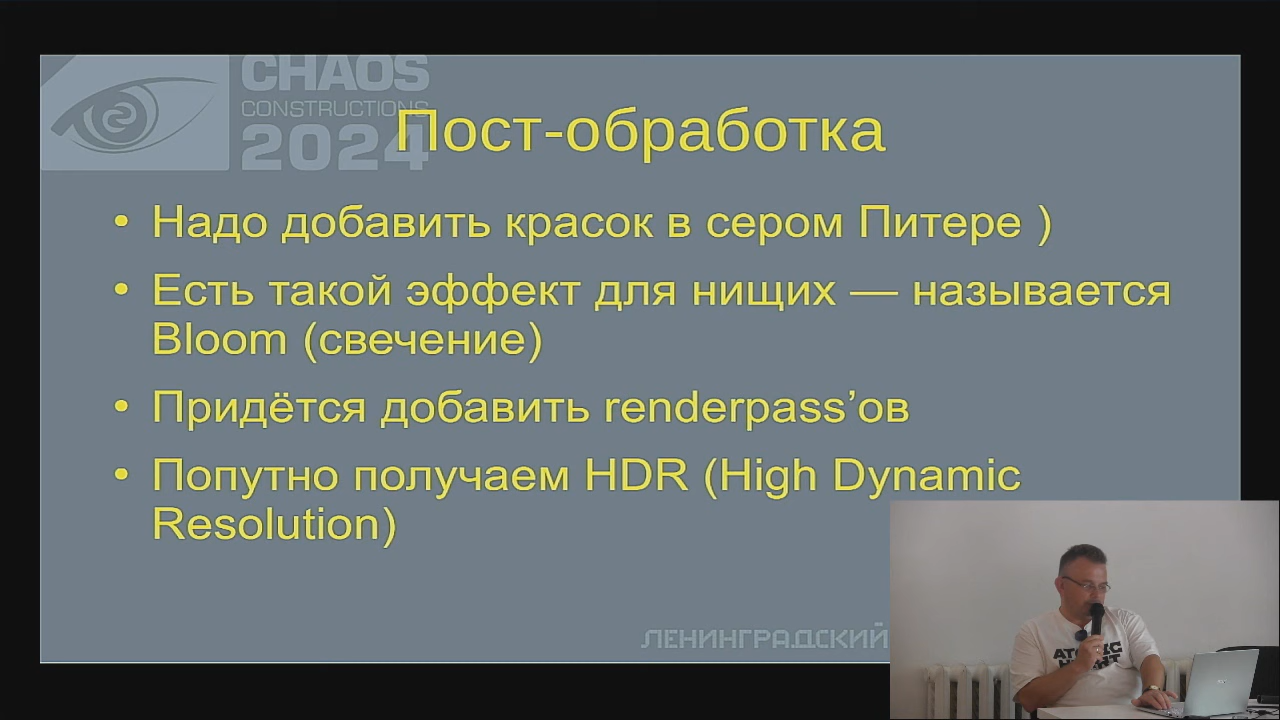 CHAOS
CONSTRUCTIONS
2024
Пост-обработка
• Надо добавить красок в сером Питере )
• Есть такой эффект для нищих — называется
Bloom (свечение)
• Придётся добавить renderpass’ов
• Попутно получаем HDR (High Dynamic
Resolution)
ЛЕНИНГРАДСКИЙ